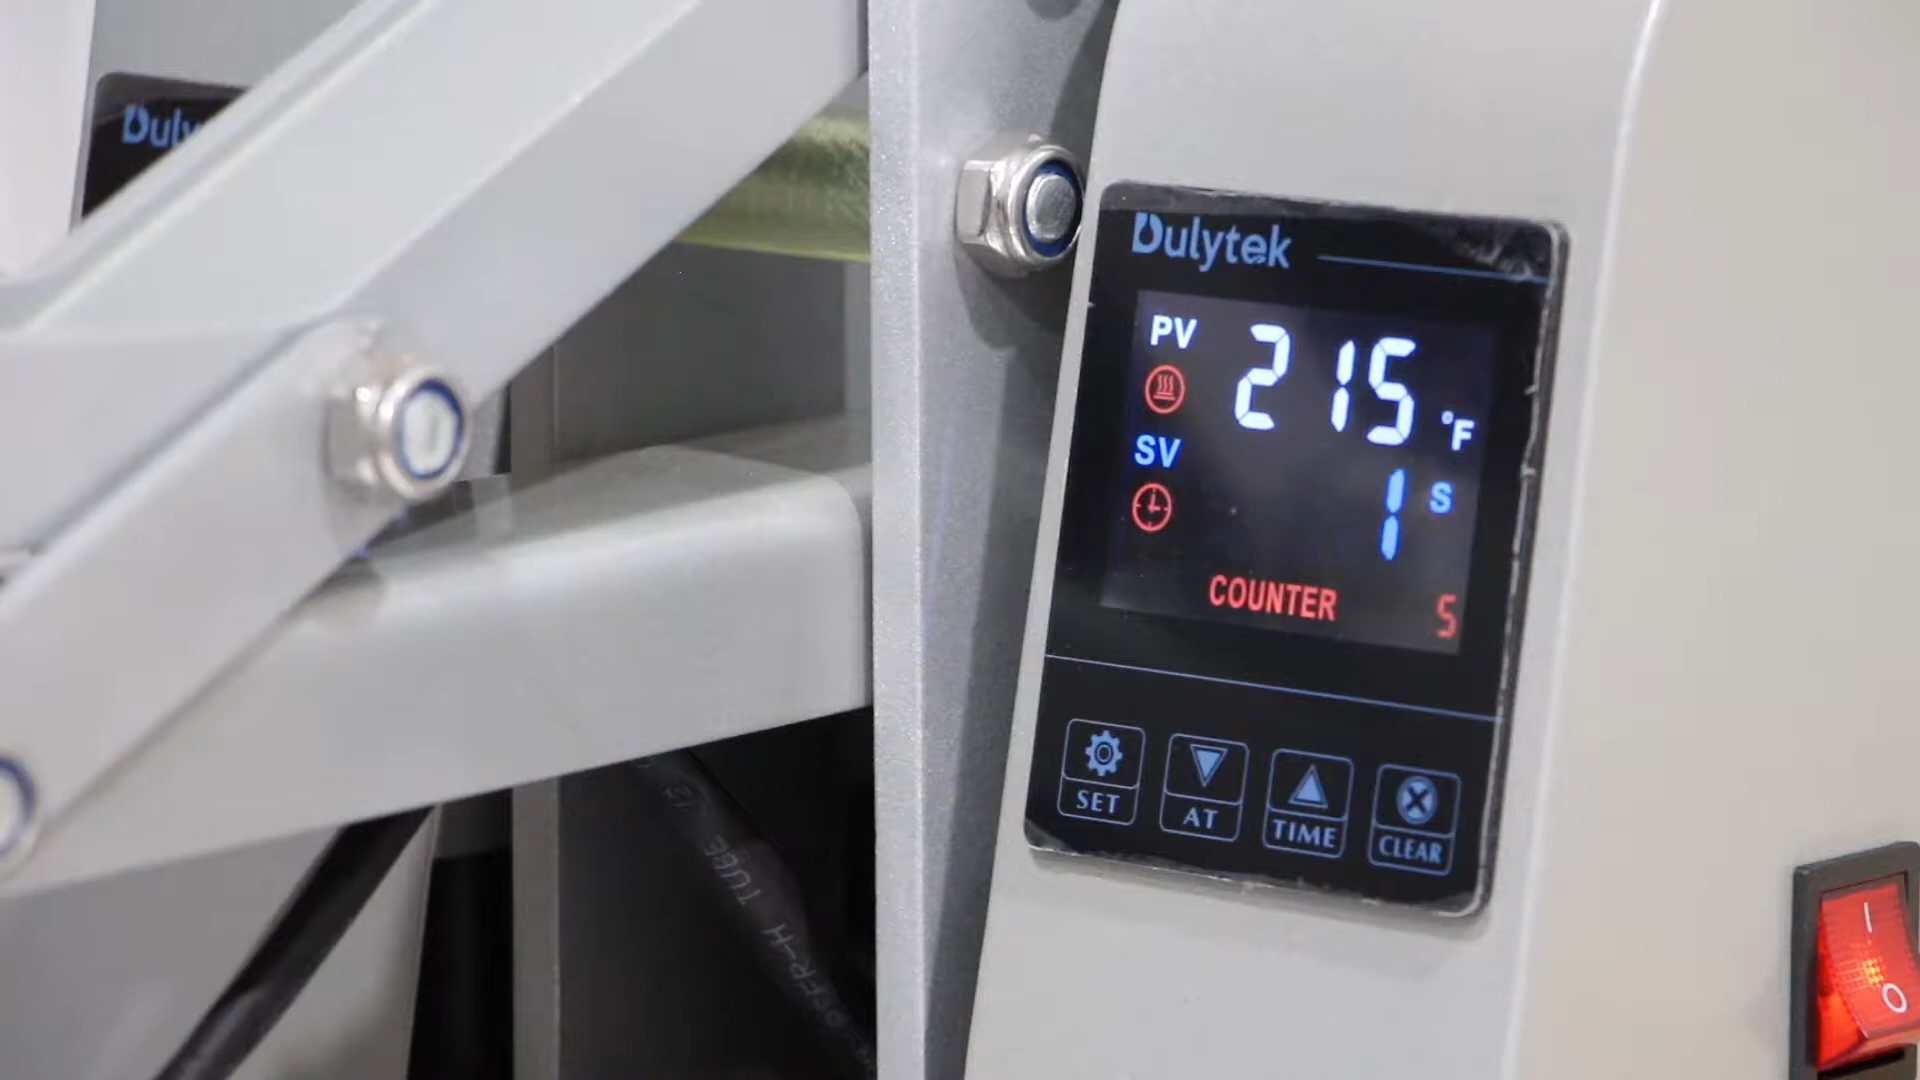 Duly
Dulytek
PV 215 °F
SV 1 S
COUNTER 5
SET AT TIME CLEAR
TUBE
I
O